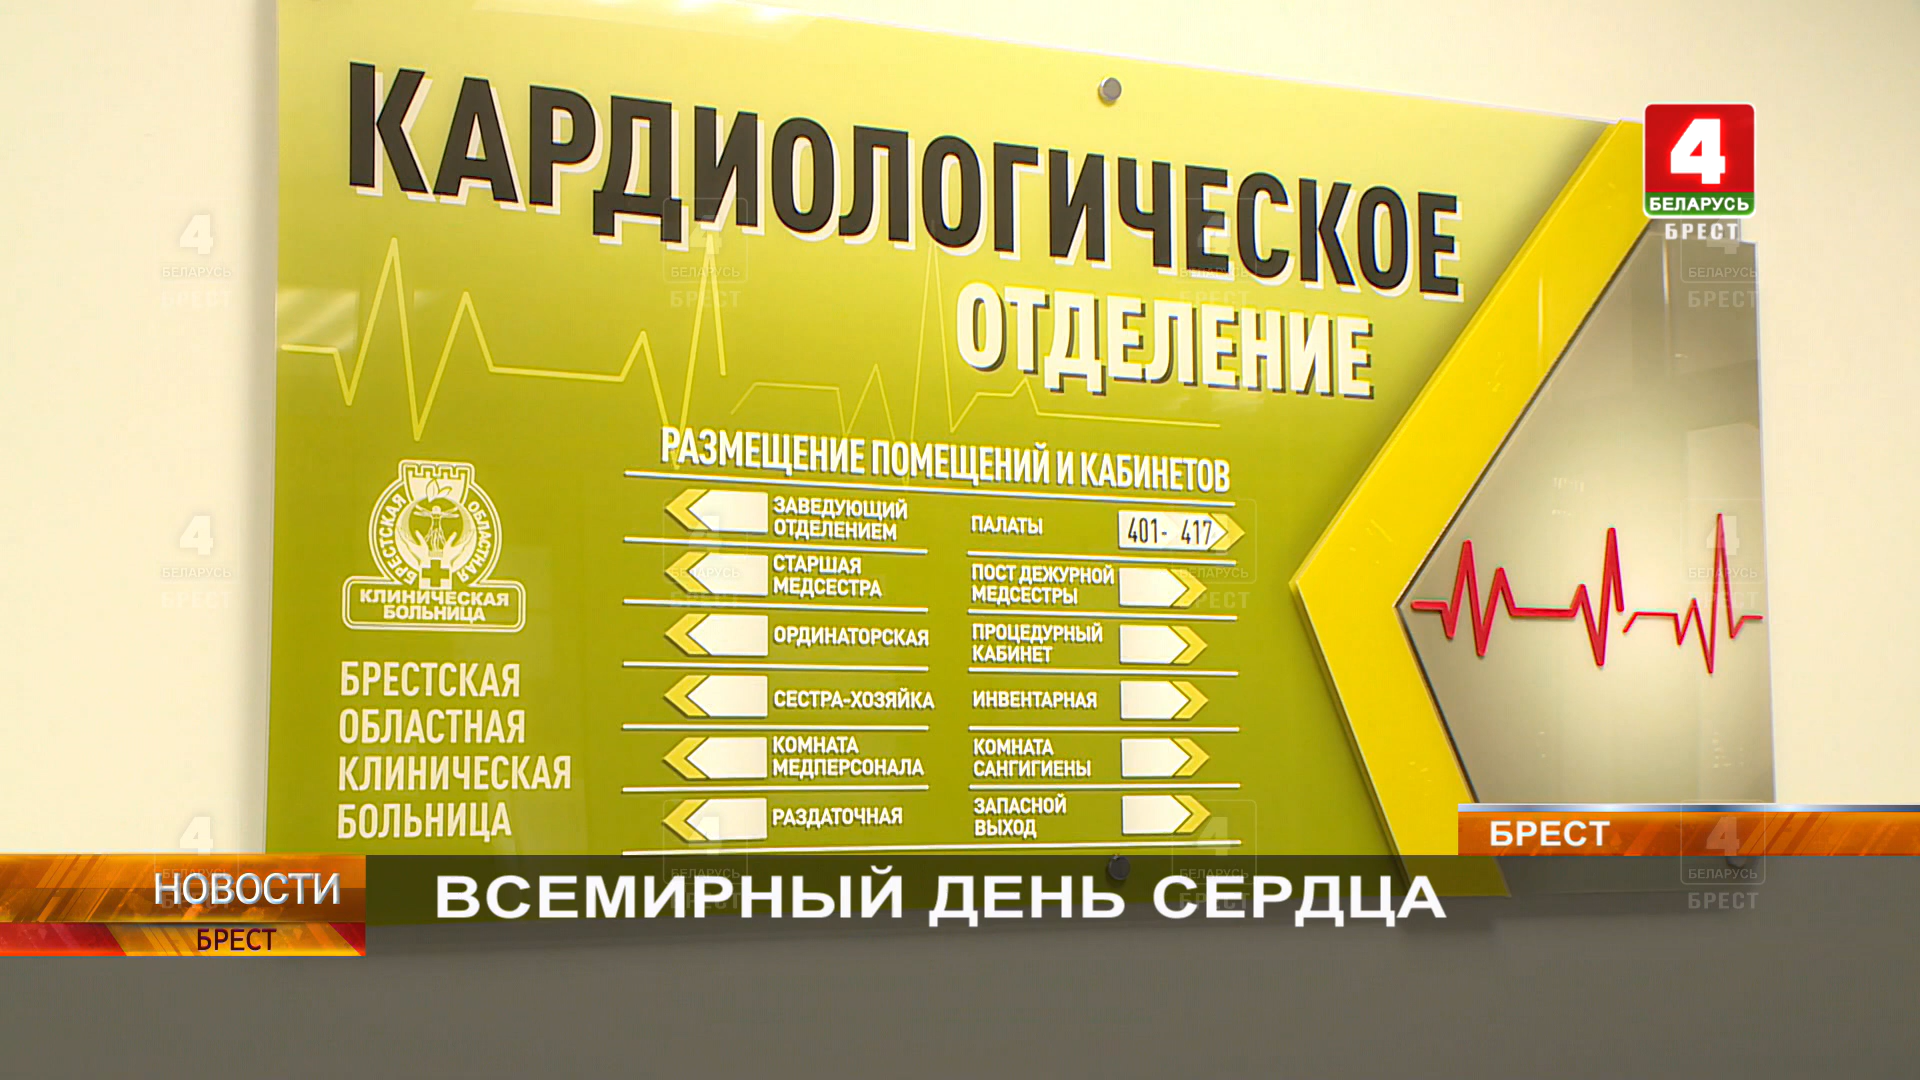 КАРДИОЛОГИЧЕСКОЕ
ОТДЕЛЕНИЕ
4
БЕЛАРУСЬ
БРЕСТ
РАЗМЕЩЕНИЕ ПОМЕЩЕНИЙ И КАБИНЕТОВ
ЗАВЕДУЮЩИЙ
ОТДЕЛЕНИЕМ
СТАРШАЯ
МЕДСЕСТРА
ОРДИНАТОРСКАЯ
СЕСТРА-ХОЗЯЙКА
КОМНАТА
МЕДПЕРСОНАЛА
РАЗДАТОЧНАЯ
ПАЛАТЫ 401- 417
ПОСТ ДЕЖУРНОЙ
МЕДСЕСТРЫ
ПРОЦЕДУРНЫЙ
КАБИНЕТ
ИНВЕНТАРНАЯ
КОМНАТА
САНГИГИЕНЫ
ЗАПАСНОЙ
ВЫХОД
БРЕСТСКАЯ ОБЛАСТНАЯ
КЛИНИЧЕСКАЯ
БОЛЬНИЦА
БРЕСТСКАЯ
ОБЛАСТНАЯ
КЛИНИЧЕСКАЯ
БОЛЬНИЦА
БРЕСТ
НОВОСТИ
БРЕСТ
ВСЕМИРНЫЙ ДЕНЬ СЕРДЦА